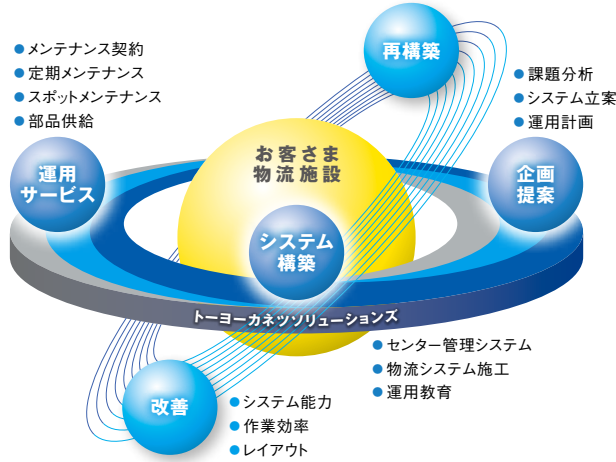 ● メンテナンス契約
● 定期メンテナンス
● スポットメンテナンス
● 部品供給
運用
サービス
再構築
● 課題分析
● システム立案
● 運用計画
企画
提案
お客さま
物流施設
システム
構築
トーヨーカネツソリューションズ
● センター管理システム
● 物流システム施工
● 運用教育
改善
● システム能力
● 作業効率
● レイアウト